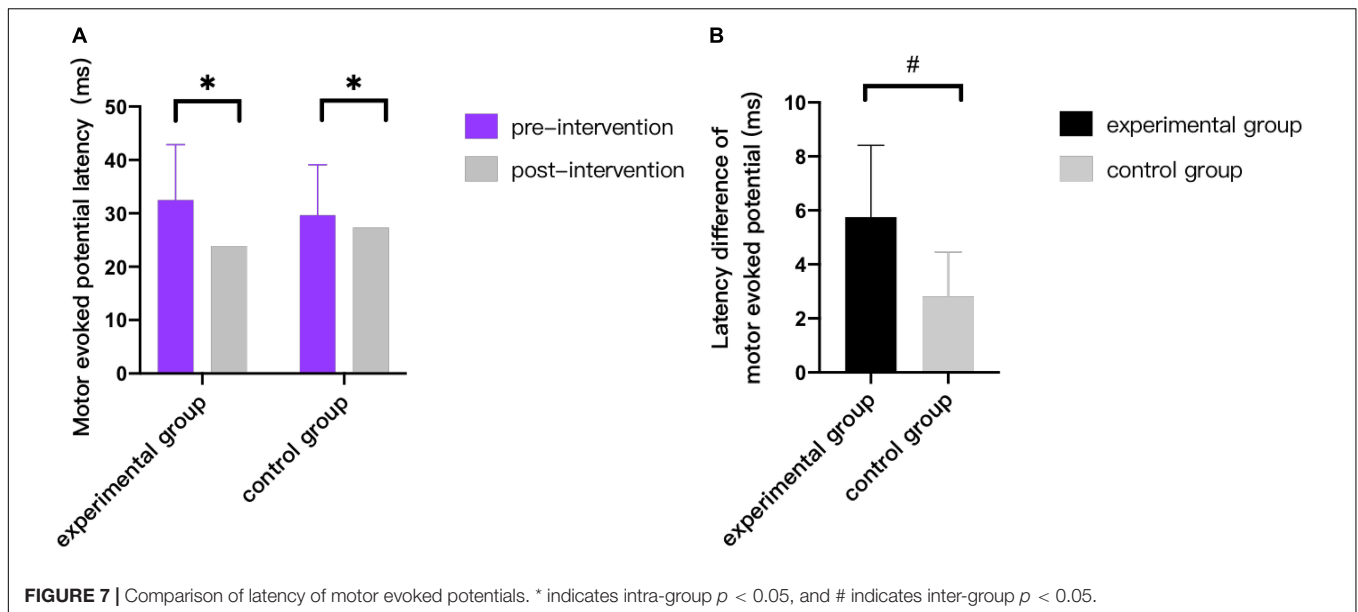 A
Motor evoked potential latency (ms)
50
40
30
20
10
0
*
*
experimental group
control group
pre-intervention
post-intervention
B
Latency difference of
motor evoked potential (ms)
10
8
6
4
2
0
#
experimental group
control group
experimental group
control group
FIGURE 7 | Comparison of latency of motor evoked potentials. * indicates intra-group p < 0.05, and # indicates inter-group p < 0.05.